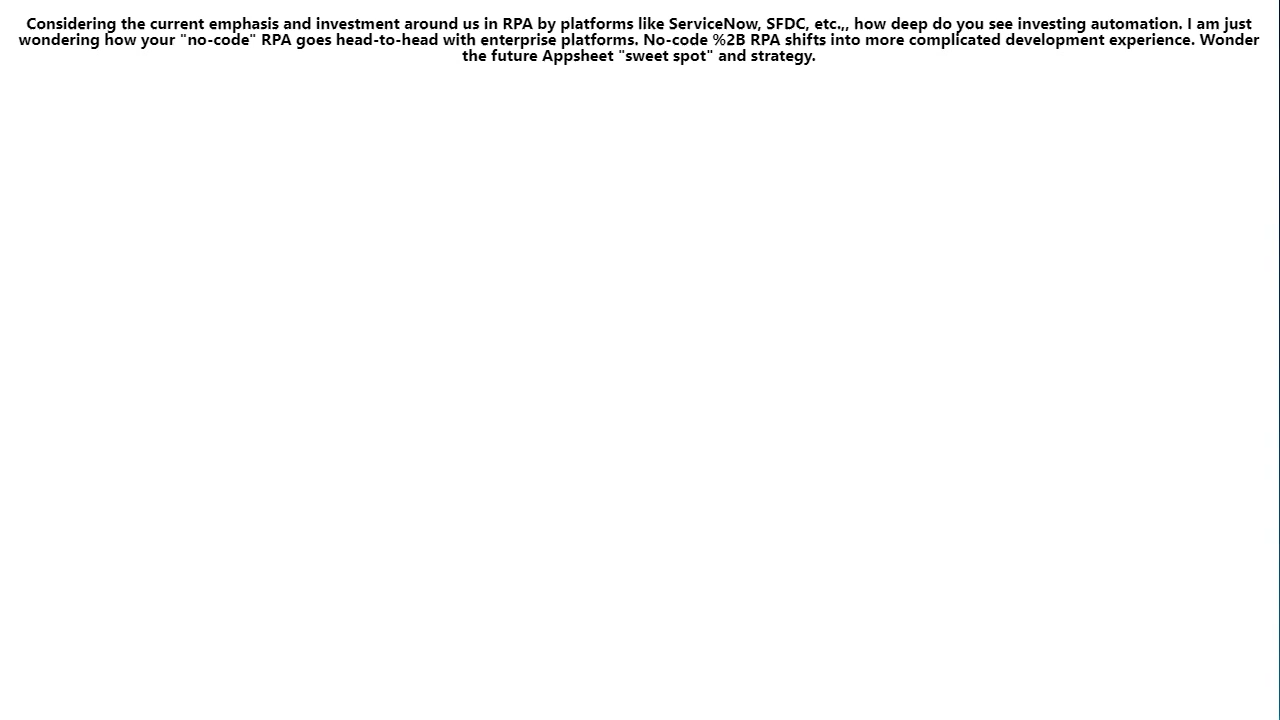 Considering the current emphasis and investment around us in RPA by platforms like ServiceNow, SFDC, etc.,, how deep do you see investing automation. I am just
wondering how your "no-code" RPA goes head-to-head with enterprise platforms. No-code %2B RPA shifts into more complicated development experience. Wonder
the future Appsheet "sweet spot" and strategy.